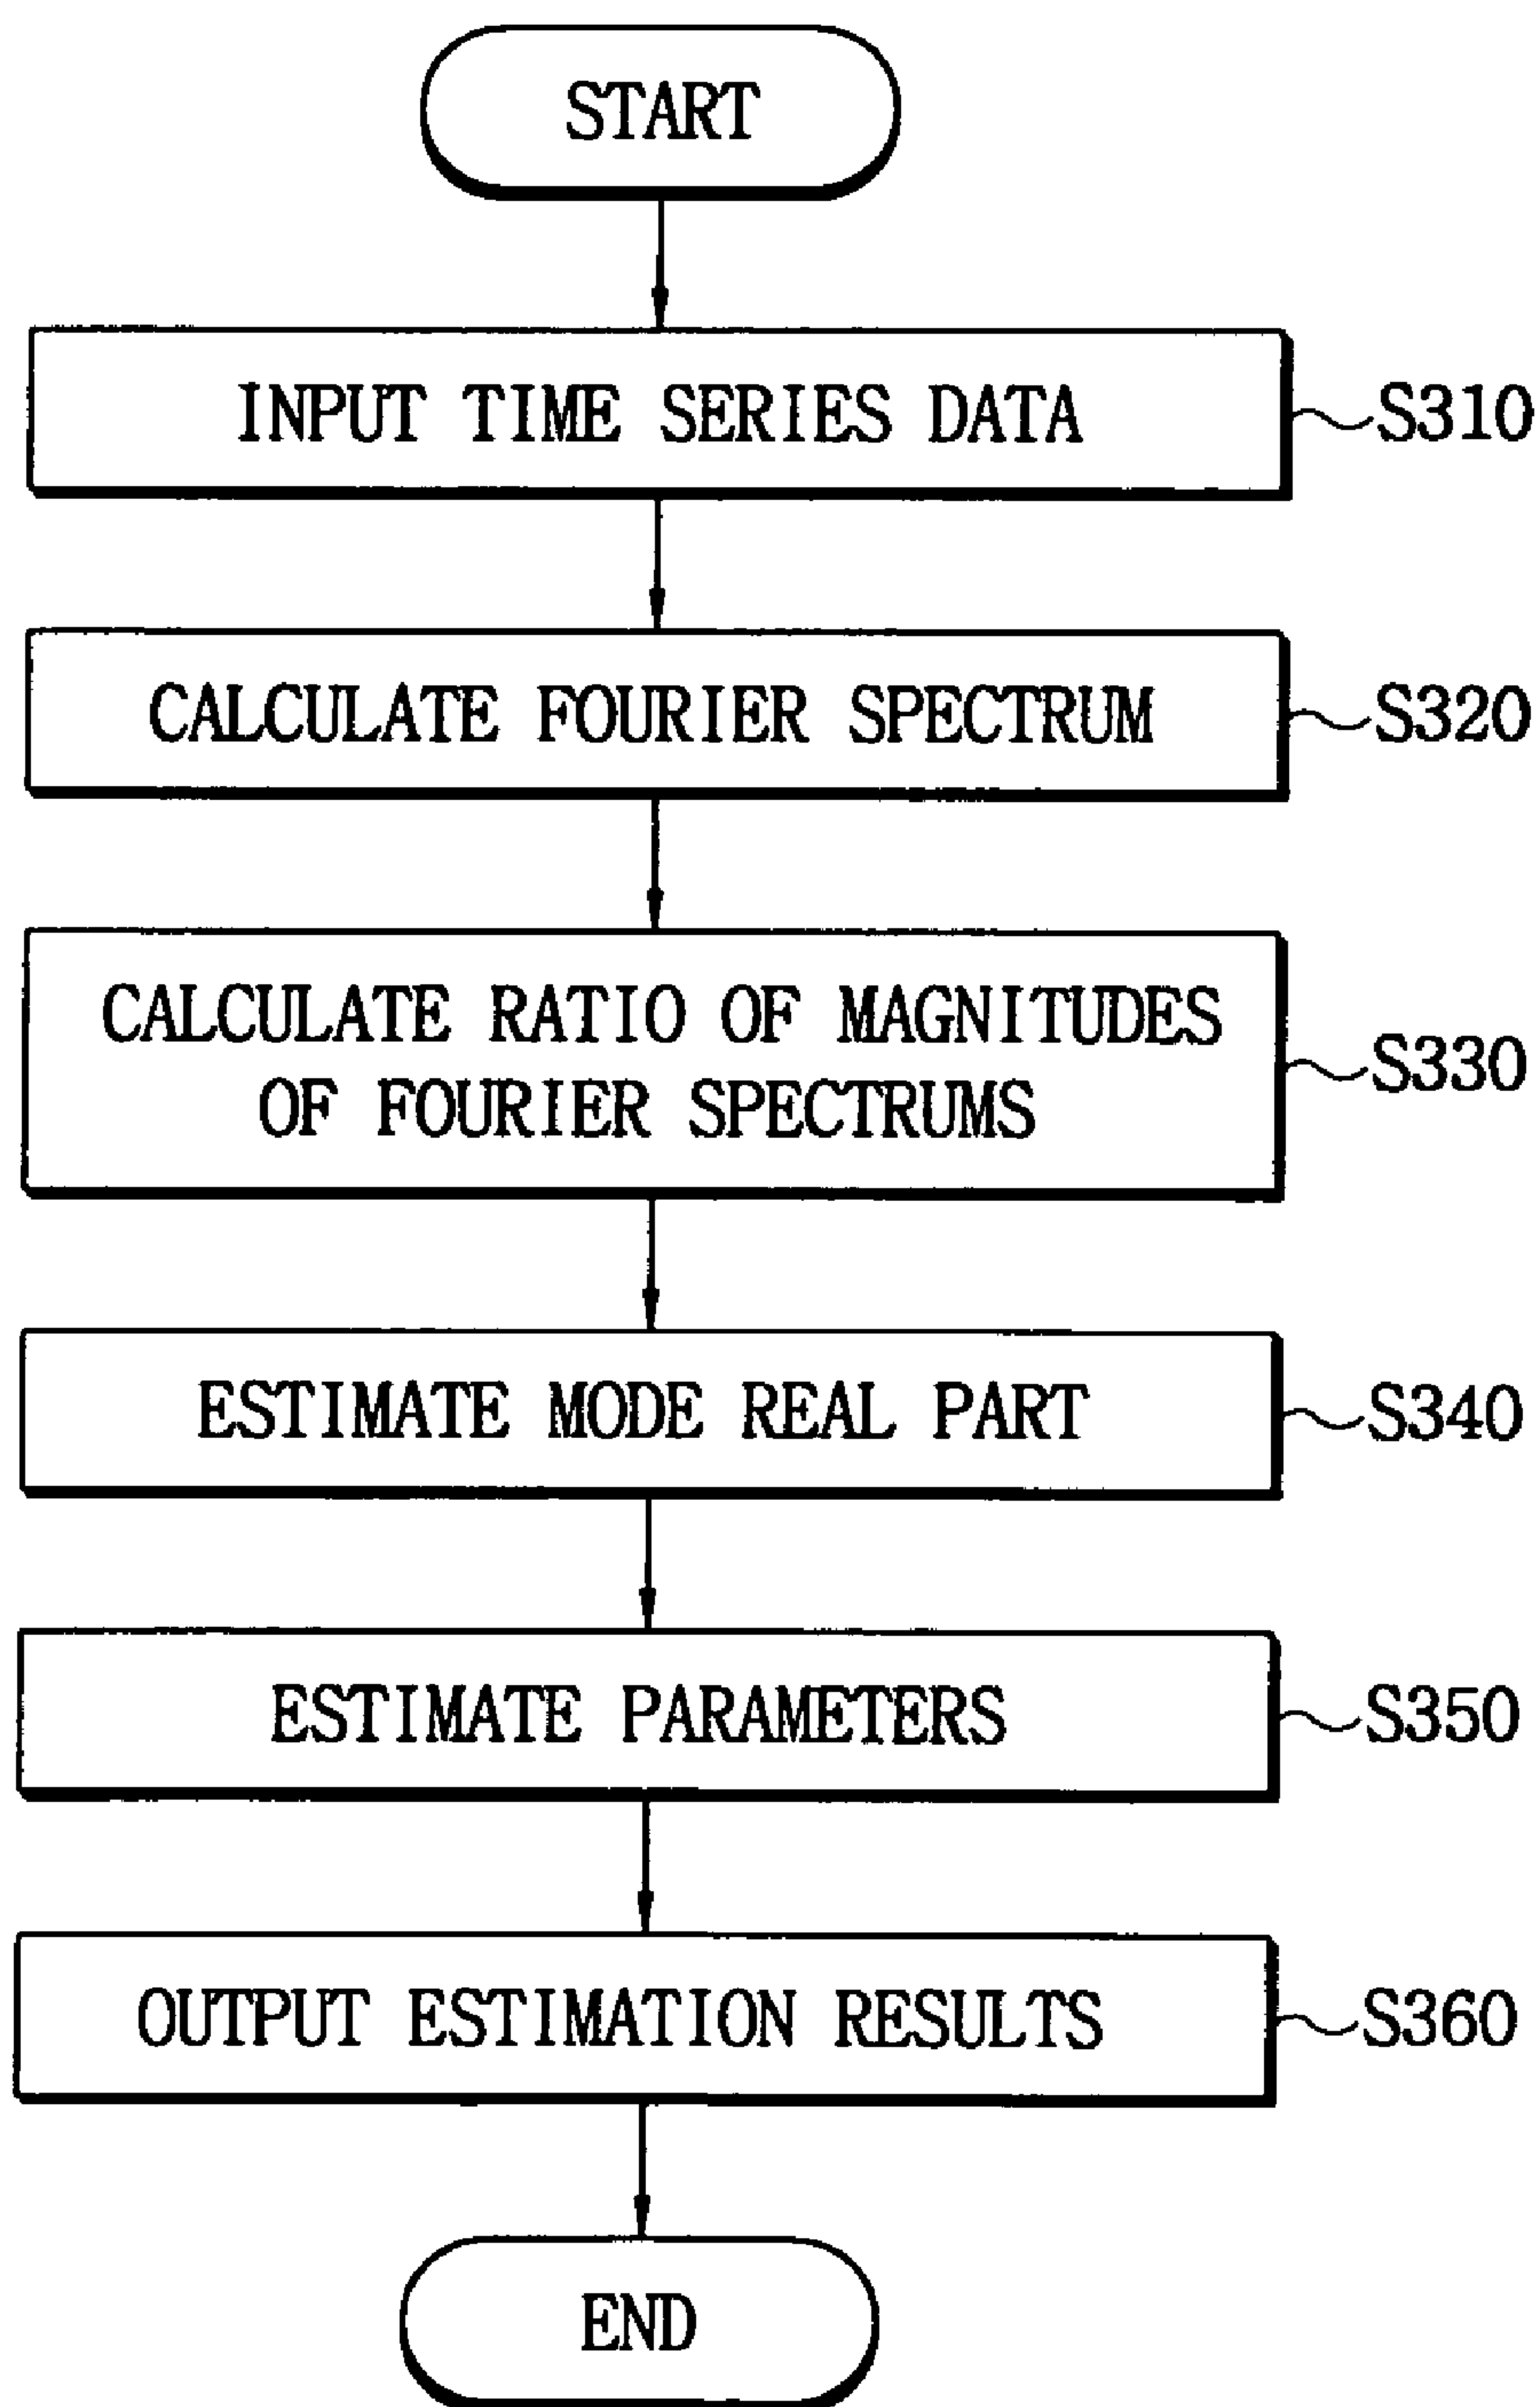 START
INPUT TIME SERIES DATA
S310
CALCULATE FOURIER SPECTRUM
S320
CALCULATE RATIO OF MAGNITUDES
OF FOURIER SPECTRUMS
S330
ESTIMATE MODE REAL PART
S340
ESTIMATE PARAMETERS
S350
OUTPUT ESTIMATION RESULTS
S360
END